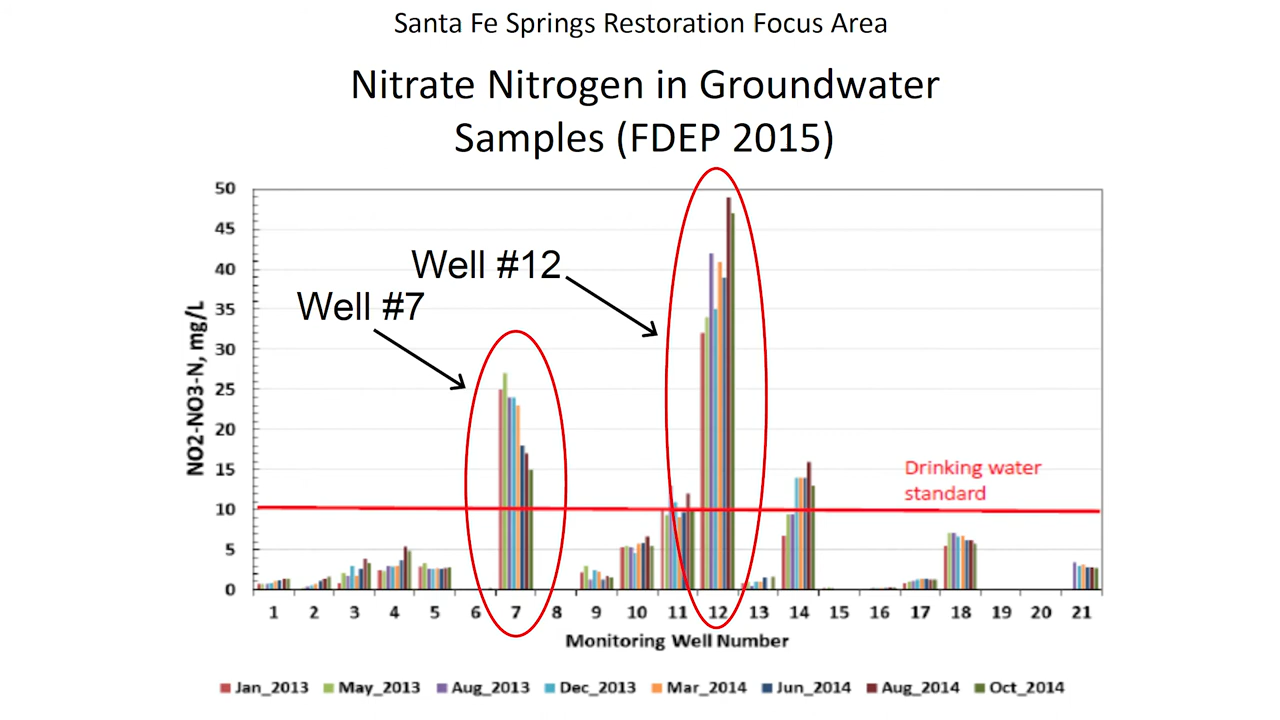 Santa Fe Springs Restoration Focus Area
Nitrate Nitrogen in Groundwater
Samples (FDEP 2015)
50
45
40
35
30
25
20
15
10
5
0
NO2-NO3-N, mg/L
Well #12
Well #7
Drinking water
standard
1 2 3 4 5 6 7 8 9 10 11 12 13 14 15 16 17 18 19 20 21
Monitoring Well Number
Jan_2013 May_2013 Aug_2013 Dec_2013 Mar_2014 Jun_2014 Aug_2014 Oct_2014